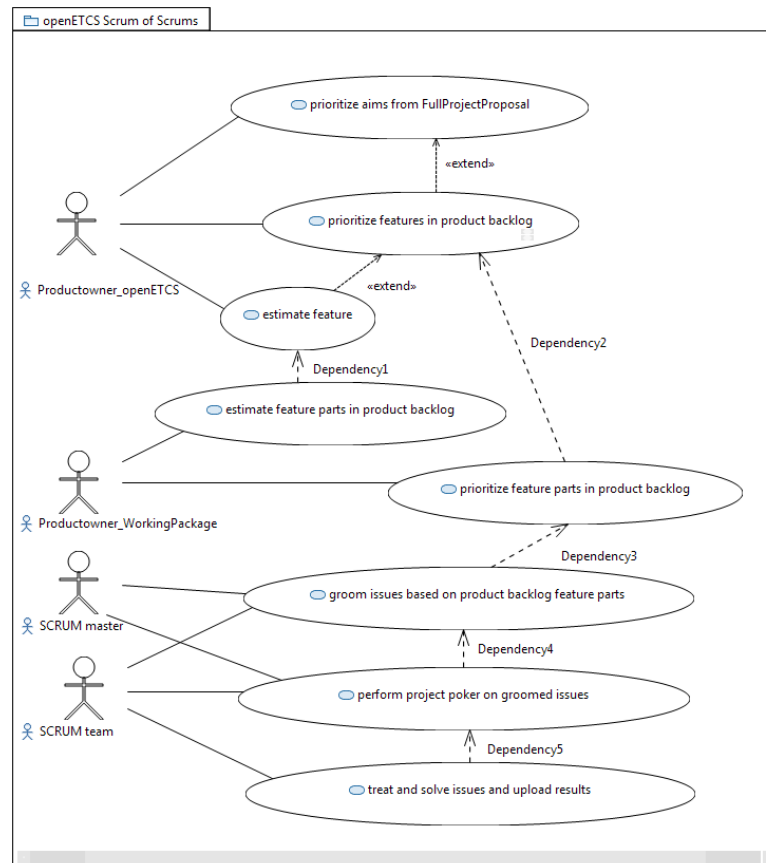 openETCS Scrum of Scrums
prioritize aims from FullProjectProposal
«extend»
prioritize features in product backlog
Productowner_openETCS
«extend»
estimate feature
Dependency2
Dependency1
estimate feature parts in product backlog
prioritize feature parts in product backlog
Productowner_WorkingPackage
Dependency3
groom issues based on product backlog feature parts
SCRUM master
Dependency4
perform project poker on groomed issues
SCRUM team
Dependency5
treat and solve issues and upload results